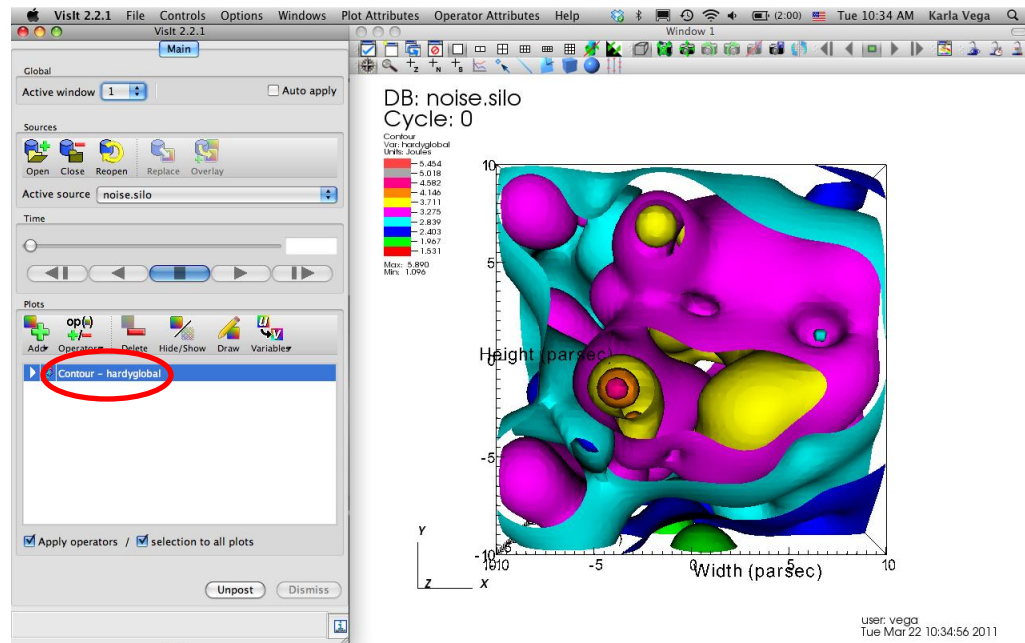 VisIt 2.2.1 File Controls Options Windows Plot Attributes Operator Attributes Help (2:00) Tue 10:34 AM Karla Vega
VisIt 2.2.1
Main
Global
Active window 1 Auto apply
Sources
Open Close Reopen Replace Overlay
Active source noise.silo
Time
Plots
op(•)
+/-
Add Operators Delete Hide/Show Draw Variables
Contour - hardyglobal
Apply operators / selection to all plots
Unpost Dismiss
Window 1
DB: noise.silo
Cycle: 0
Contour
Var: hardyglobal
Units: Joules
5.454
5.018
4.582
4.146
3.711
3.275
2.839
2.403
1.967
1.531
Max: 5.890
Min: 1.096
10
5
Height (parsec)
-5
-10
-5 0 5 10
Width (parsec)
Y
Z X
user: vega
Tue Mar 22 10:34:56 2011